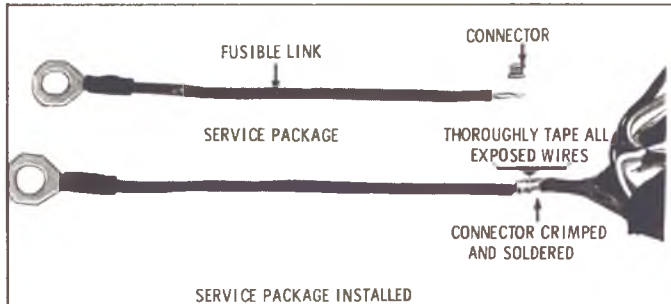 CONNECTOR
FUSIBLE LINK
SERVICE PACKAGE
THOROUGHLY TAPE ALL
EXPOSED WIRES
CONNECTOR CRIMPED
AND SOLDERED
SERVICE PACKAGE INSTALLED